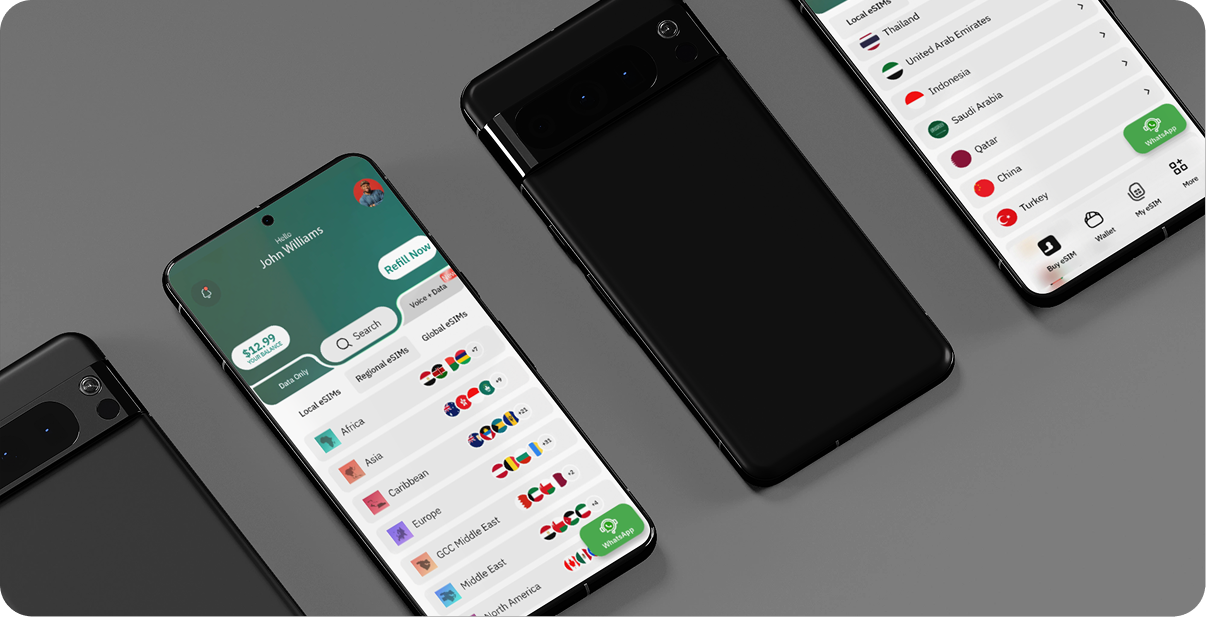 Hello
John Williams
Refill Now
$12.99
YOUR BALANCE
Data Only
Search
Voice + Data
Local eSIMs
Regional eSIMs
Global eSIMs
Africa
+7
Asia
+9
Caribbean
+21
Europe
+31
GCC Middle East
+2
Middle East
+4
North America
WhatsApp
Local eSIMs
Thailand
United Arab Emirates
Indonesia
Saudi Arabia
Qatar
China
Turkey
WhatsApp
Buy eSIM
Wallet
My eSIM
More